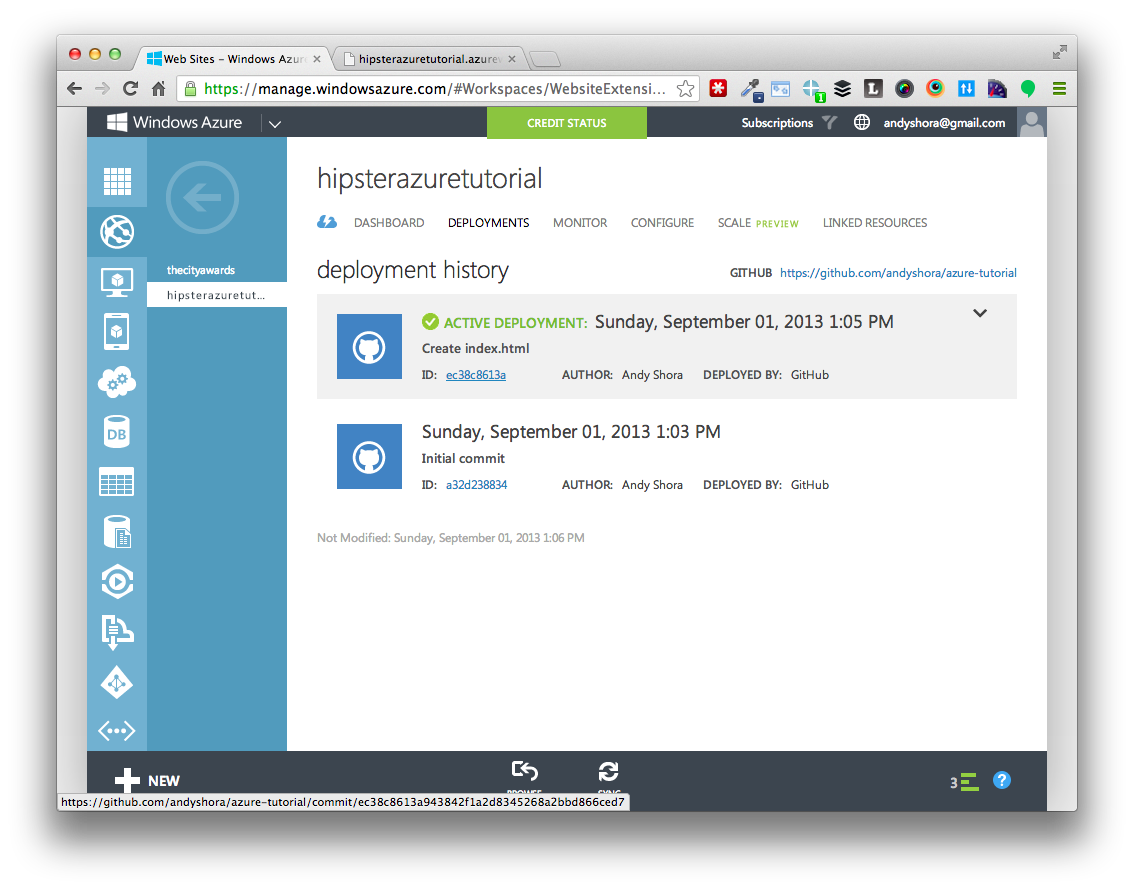 Web Sites – Windows Azur
hipsterazuretutorial.azurew
https://manage.windowsazure.com/#Workspaces/WebsiteExtensi...
Windows Azure
CREDIT STATUS
Subscriptions
andyshora@gmail.com
hipsterazuretutorial
DASHBOARD DEPLOYMENTS MONITOR CONFIGURE SCALE PREVIEW LINKED RESOURCES
thecityawards
hipsterazuretut...
deployment history
GITHUB https://github.com/andyshora/azure-tutorial
ACTIVE DEPLOYMENT: Sunday, September 01, 2013 1:05 PM
Create index.html
ID: ec38c8613a AUTHOR: Andy Shora DEPLOYED BY: GitHub
Sunday, September 01, 2013 1:03 PM
Initial commit
ID: a32d238834 AUTHOR: Andy Shora DEPLOYED BY: GitHub
Not Modified: Sunday, September 01, 2013 1:06 PM
DB
NEW
BROWSE
SYNC
3
?
https://github.com/andyshora/azure-tutorial/commit/ec38c8613a943842f1a2d8345268a2bbd866ced7